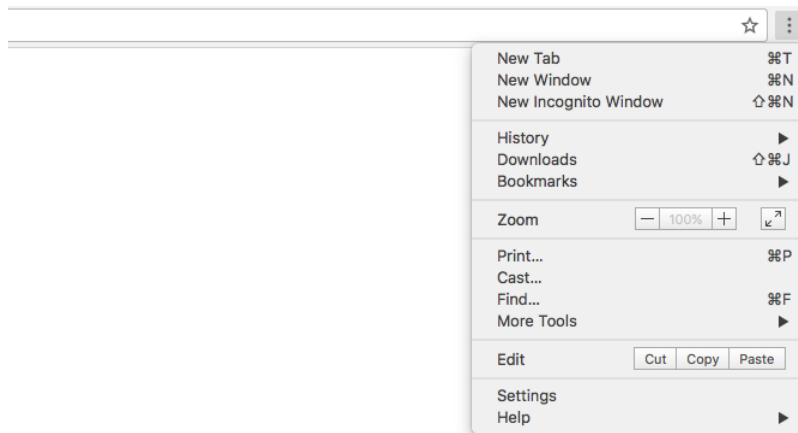 New Tab ⌘T
New Window ⌘N
New Incognito Window ⇧⌘N
History ▶
Downloads ⇧⌘J
Bookmarks ▶
Zoom − 100% +
Print... ⌘P
Cast...
Find... ⌘F
More Tools ▶
Edit Cut Copy Paste
Settings
Help ▶